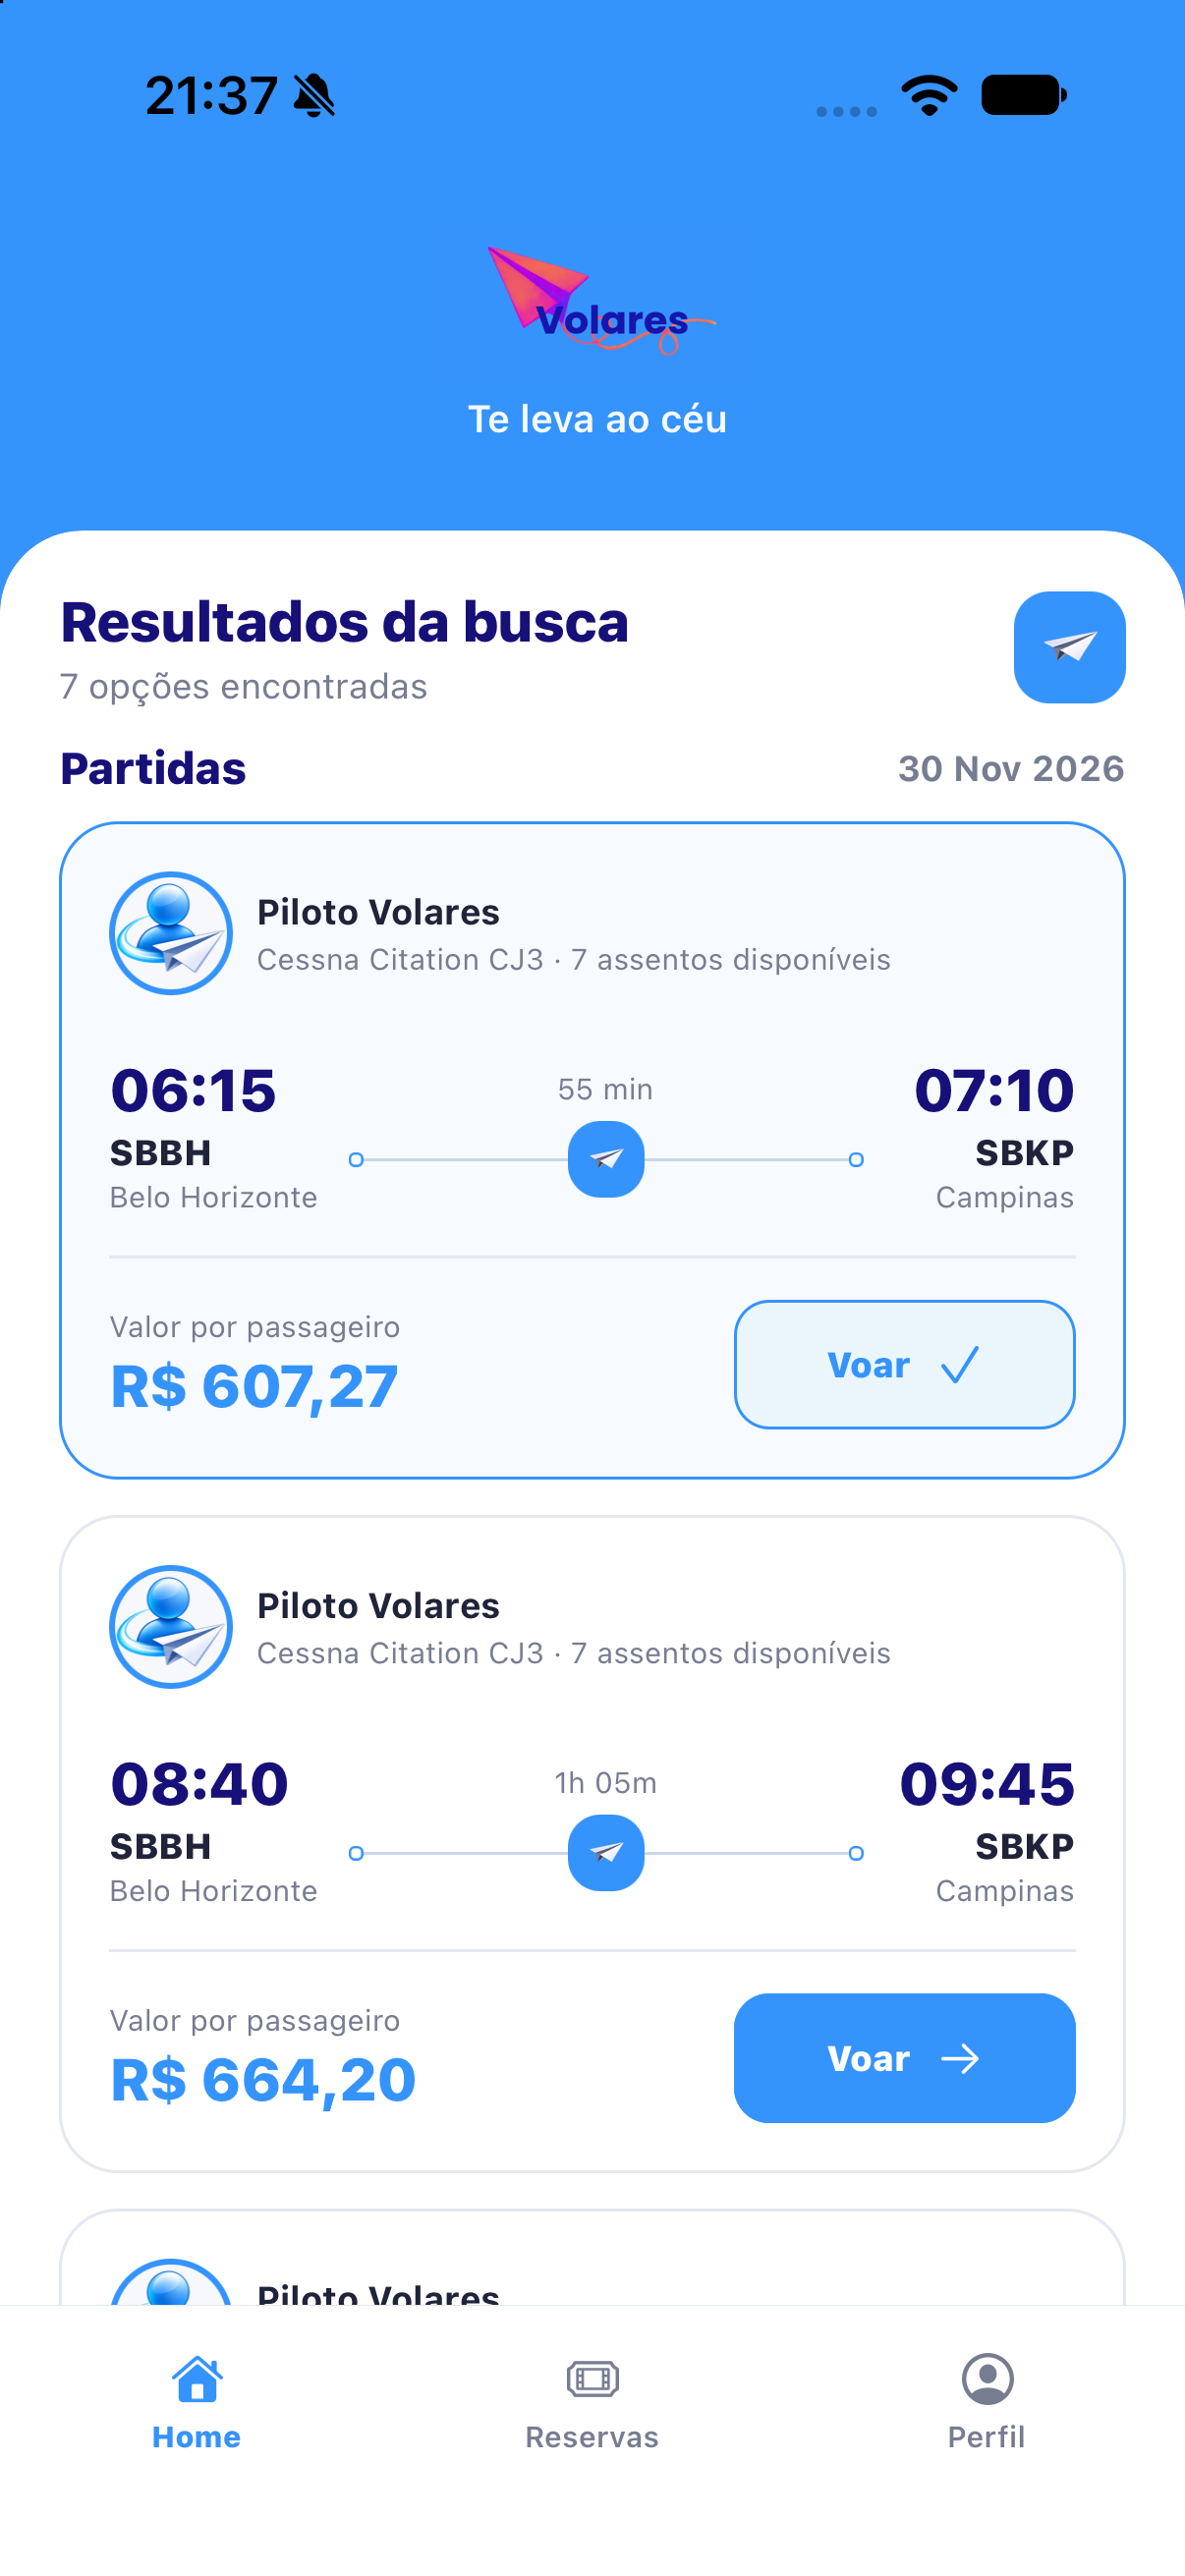 21:37
Volares
Te leva ao céu
Resultados da busca
7 opções encontradas
Partidas
30 Nov 2026
Piloto Volares
Cessna Citation CJ3 · 7 assentos disponíveis
06:15
55 min
07:10
SBBH
SBKP
Belo Horizonte
Campinas
Valor por passageiro
R$ 607,27
Voar
Piloto Volares
Cessna Citation CJ3 · 7 assentos disponíveis
08:40
1h 05m
09:45
SBBH
SBKP
Belo Horizonte
Campinas
Valor por passageiro
R$ 664,20
Voar
Piloto Volares
Home
Reservas
Perfil